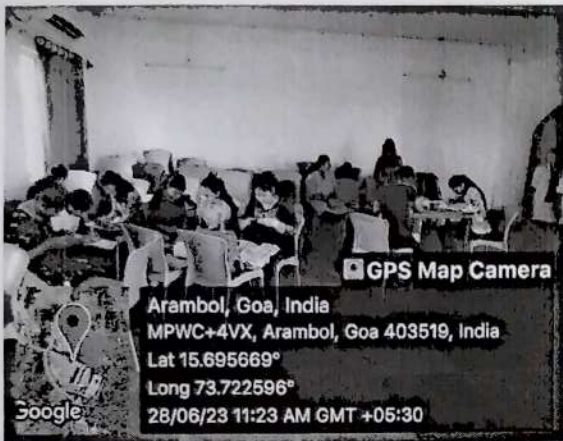 GPS Map Camera
Arambol, Goa, India
MPWC+4VX, Arambol, Goa 403519, India
Lat 15.695669°
Long 73.722596°
Google
28/06/23 11:23 AM GMT +05:30